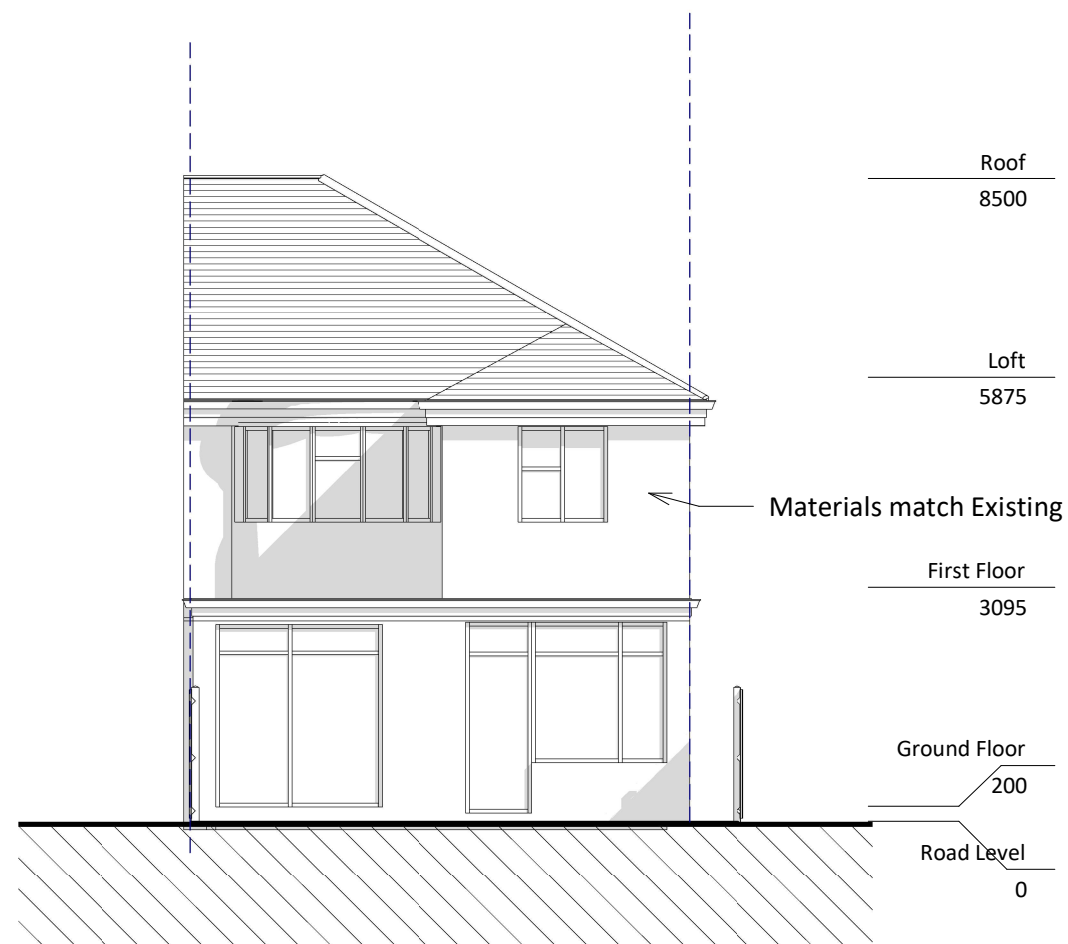 Roof
8500
Loft
5875
Materials match Existing
First Floor
3095
Ground Floor
200
Road Level
0